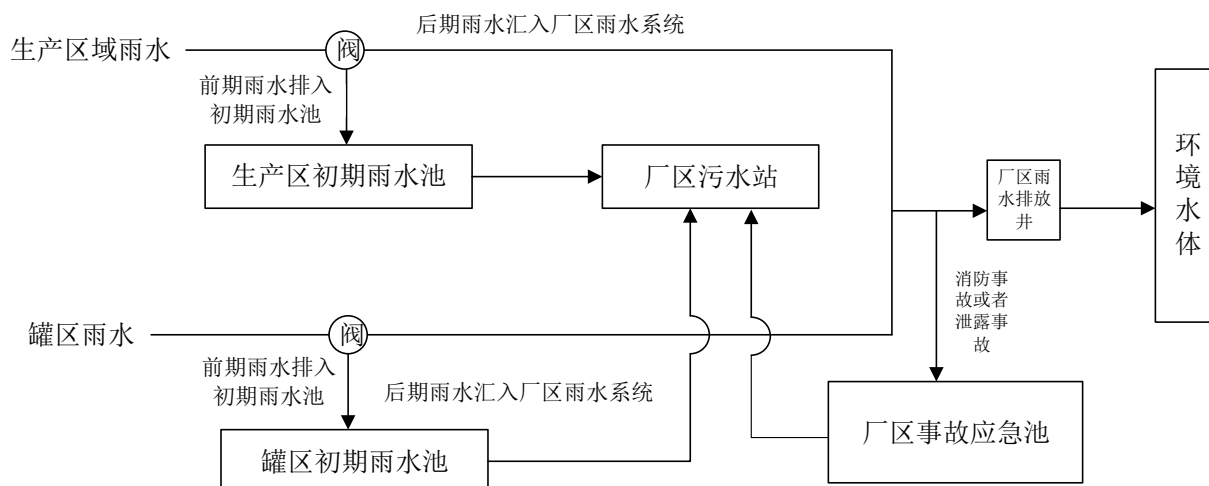 后期雨水汇入厂区雨水系统
生产区域雨水
阀
前期雨水排入
初期雨水池
生产区初期雨水池
厂区污水站
厂区雨
水排放
井
环
境
水
体
消防事
故或者
泄露事
故
罐区雨水
阀
前期雨水排入
初期雨水池
后期雨水汇入厂区雨水系统
罐区初期雨水池
厂区事故应急池